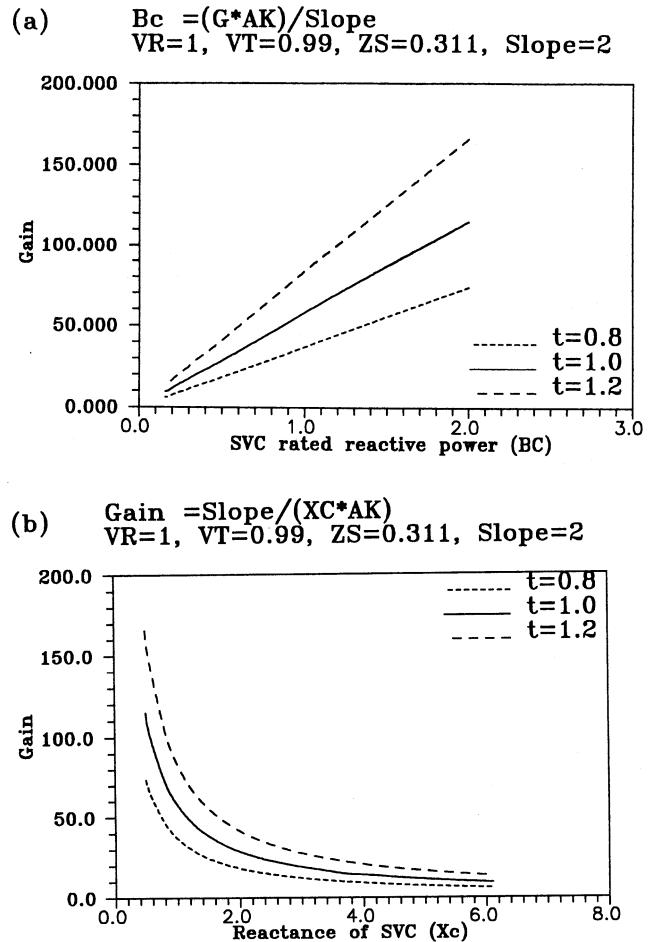 (a)
Bc =(G*AK)/Slope
VR=1, VT=0.99, ZS=0.311, Slope=2
200.000
150.000
100.000
50.000
0.000
Gain
t=0.8
t=1.0
t=1.2
0.0 1.0 2.0 3.0
SVC rated reactive power (BC)
(b)
Gain =Slope/(XC*AK)
VR=1, VT=0.99, ZS=0.311, Slope=2
200.0
150.0
100.0
50.0
0.0
Gain
t=0.8
t=1.0
t=1.2
0.0 2.0 4.0 6.0 8.0
Reactance of SVC (Xc)